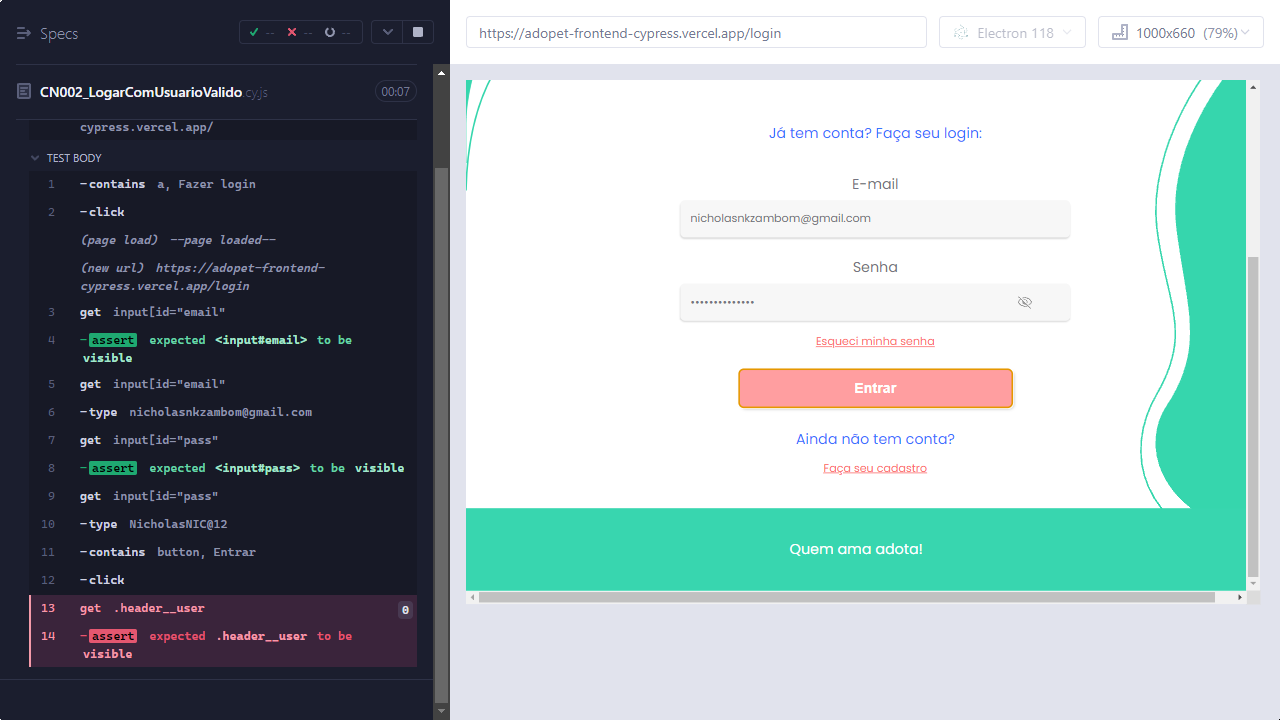 Specs
--
--
--
https://adopet-frontend-cypress.vercel.app/login
Electron 118
1000x660 (79%)
CN002_LogarComUsuarioValido.cy.js
00:07
cypress.vercel.app/
TEST BODY
1 -contains a, Fazer login
2 -click
(page load) --page loaded--
(new url) https://adopet-frontend-
cypress.vercel.app/login
3 get input[id="email"
4 -assert expected <input#email> to be
visible
5 get input[id="email"
6 -type nicholasnkzambom@gmail.com
7 get input[id="pass"
8 -assert expected <input#pass> to be visible
9 get input[id="pass"
10 -type NicholasNIC@12
11 -contains button, Entrar
12 -click
13 get .header__user 0
14 -assert expected .header__user to be
visible
Já tem conta? Faça seu login:
E-mail
nicholasnkzambom@gmail.com
Senha
••••••••••••••
Esqueci minha senha
Entrar
Ainda não tem conta?
Faça seu cadastro
Quem ama adota!